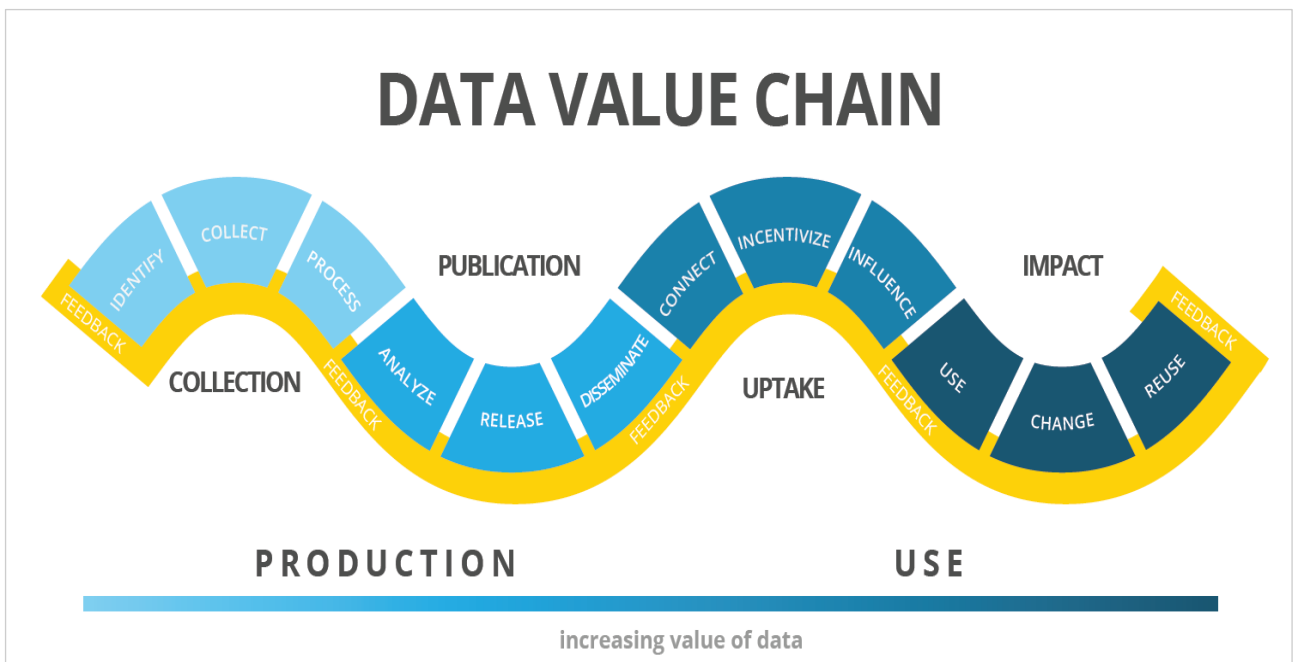 DATA VALUE CHAIN
IDENTIFY
COLLECT
PROCESS
FEEDBACK
COLLECTION
PUBLICATION
ANALYZE
RELEASE
DISSEMINATE
FEEDBACK
FEEDBACK
CONNECT
INCENTIVIZE
INFLUENCE
UPTAKE
IMPACT
USE
CHANGE
REUSE
FEEDBACK
FEEDBACK
PRODUCTION
USE
increasing value of data